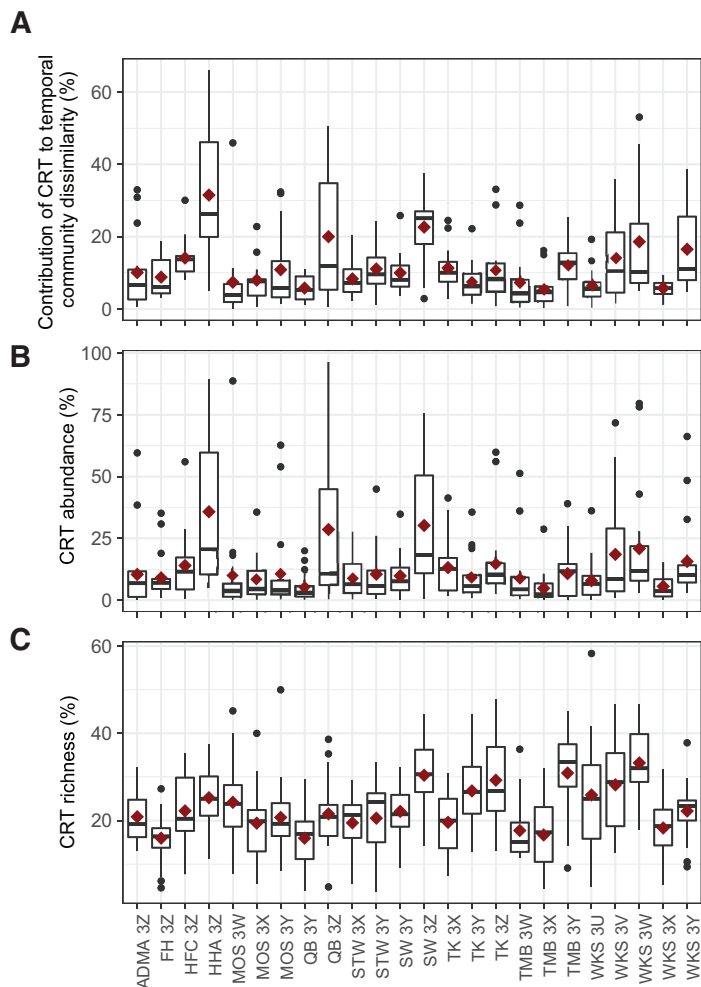 A
Contribution of CRT to temporal
community dissimilarity (%)
60
40
20
0
B
CRT abundance (%)
100
75
50
25
0
C
CRT richness (%)
60
40
20
ADMA 3Z
FH 3Z
HFC 3Z
HHA 3Z
MOS 3W
MOS 3X
MOS 3Y
QB 3Y
QB 3Z
STW 3X
STW 3Y
SW 3Y
SW 3Z
TK 3X
TK 3Y
TK 3Z
TMB 3W
TMB 3X
TMB 3Y
WKS 3U
WKS 3V
WKS 3W
WKS 3X
WKS 3Y